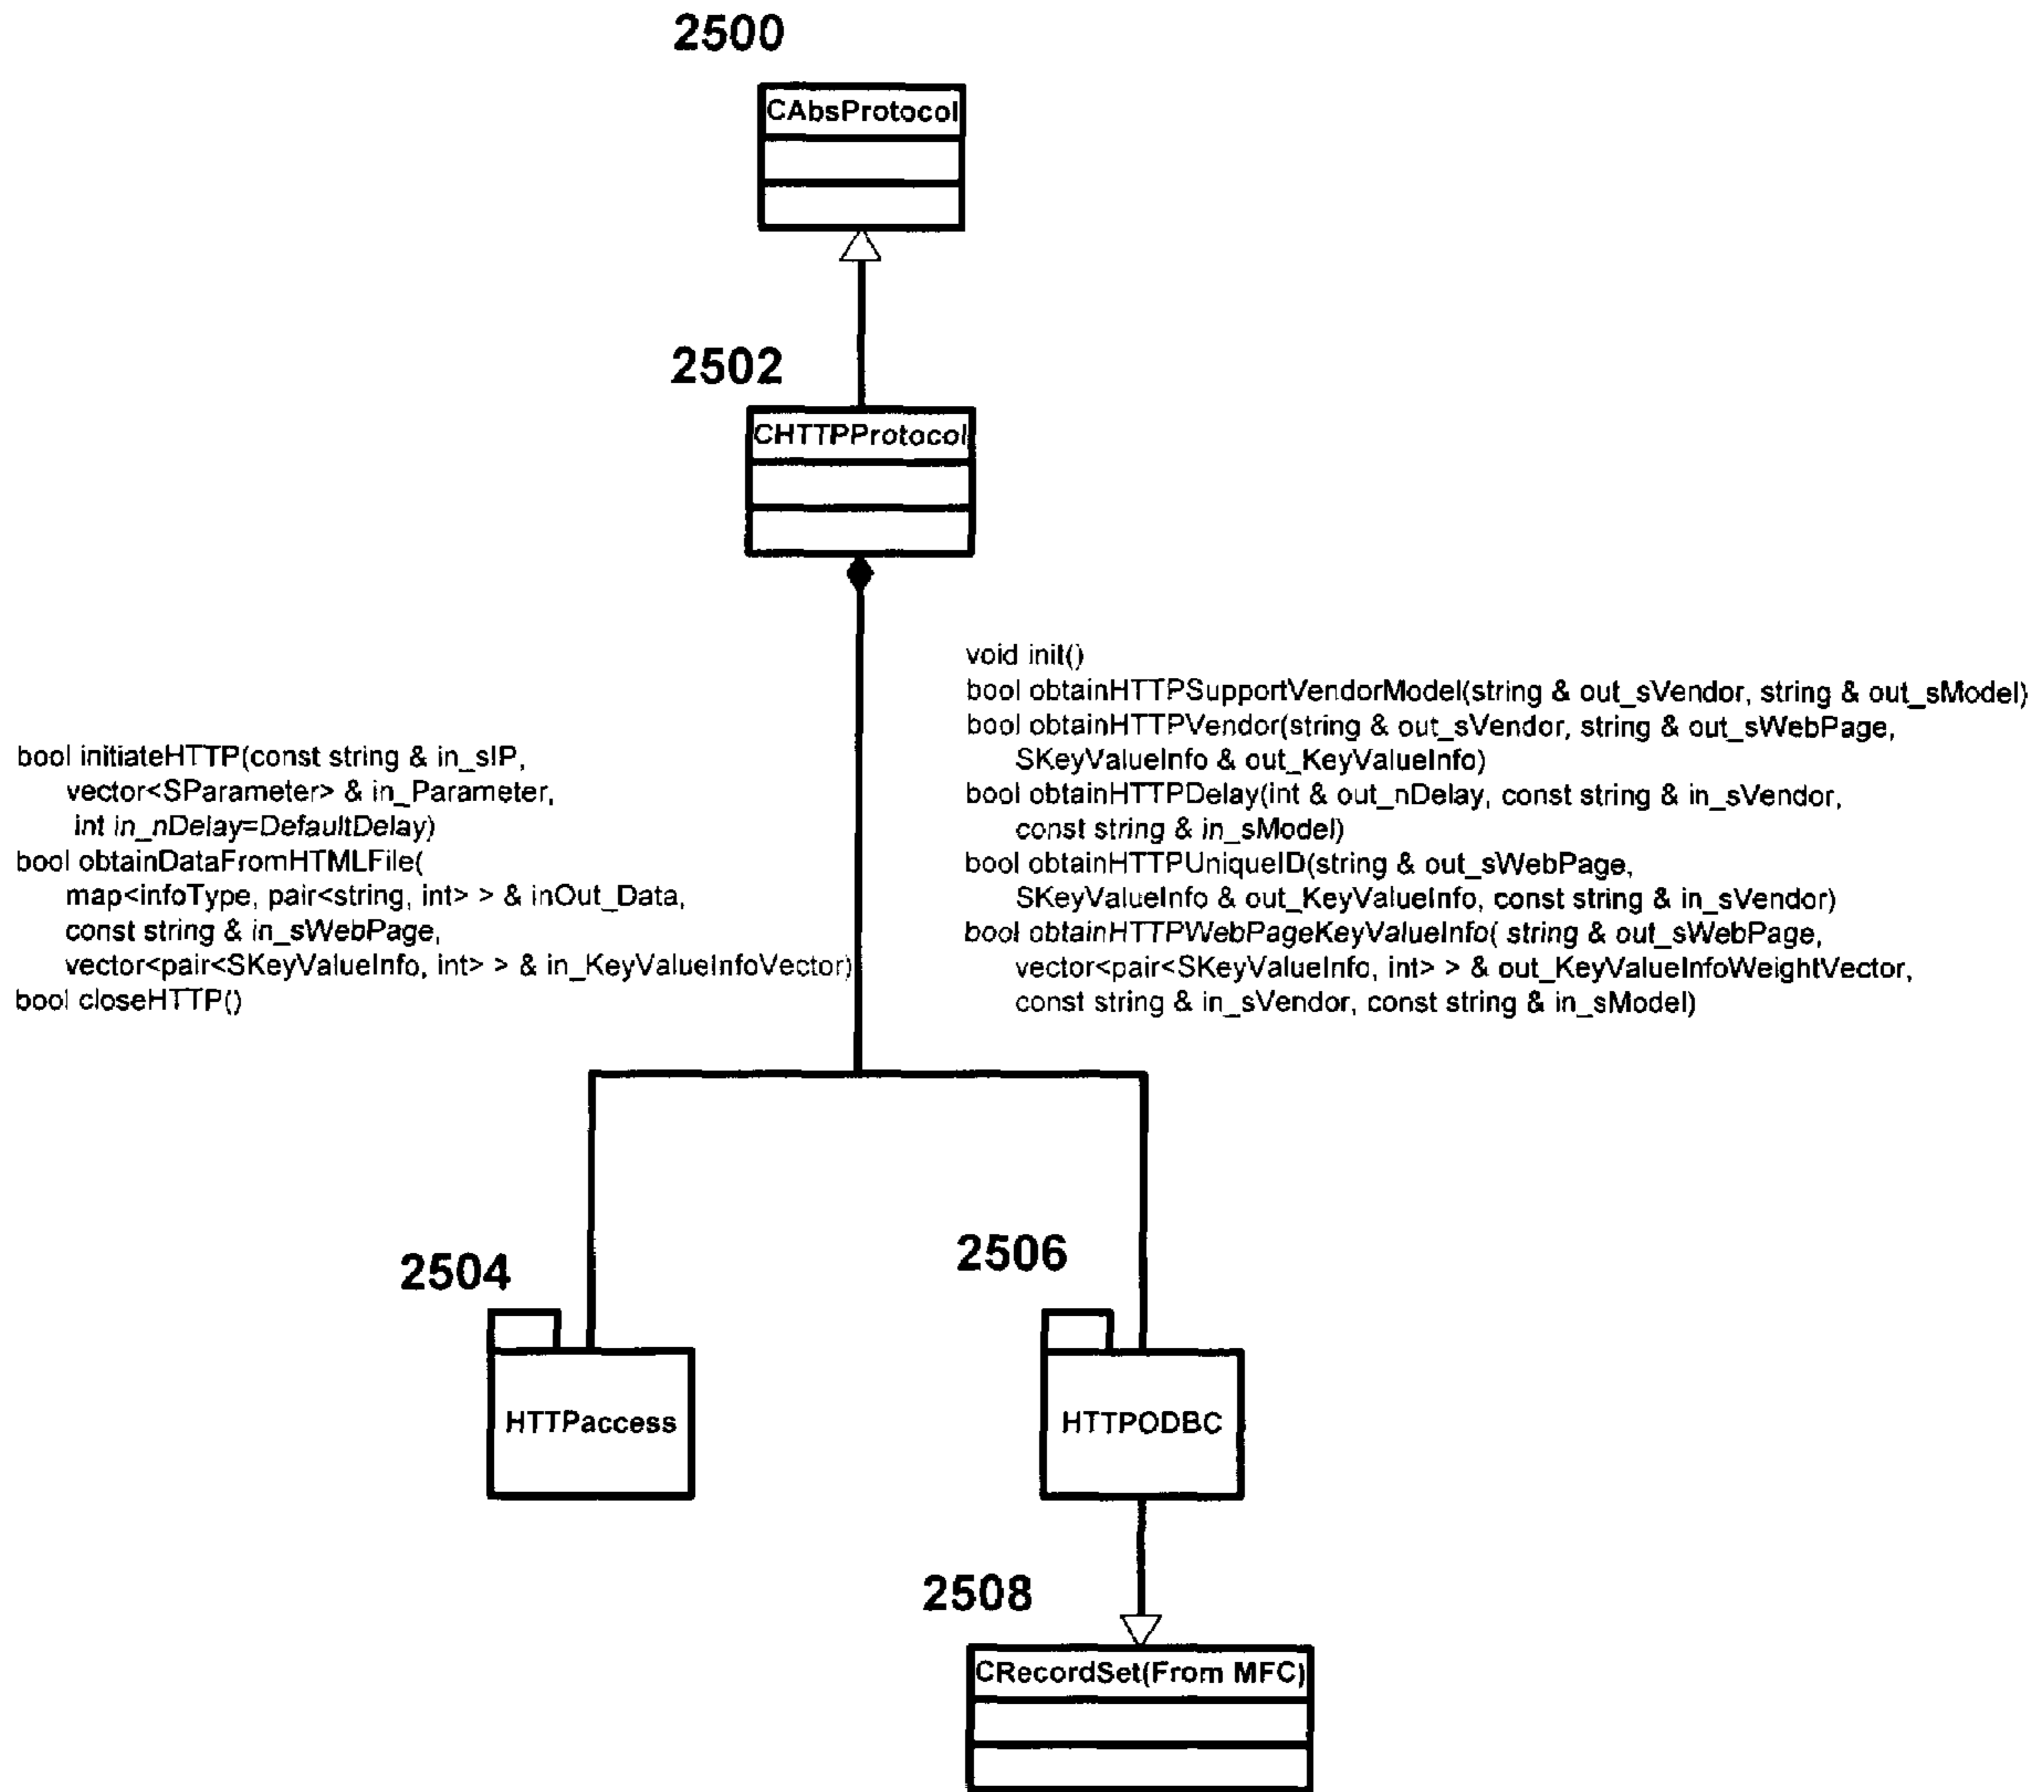 2500
CAbsProtocol
2502
CHTTPProtocol
bool initiateHTTP(const string & in_sIP,
vector<SParameter> & in_Parameter,
int in_nDelay=DefaultDelay)
bool obtainDataFromHTMLFile(
map<infoType, pair<string, int> > & inOut_Data,
const string & in_sWebPage,
vector<pair<SKeyValueInfo, int> > & in_KeyValueInfoVector)
bool closeHTTP()
void init()
bool obtainHTTPSupportVendorModel(string & out_sVendor, string & out_sModel)
bool obtainHTTPVendor(string & out_sVendor, string & out_sWebPage,
SKeyValueInfo & out_KeyValueInfo)
bool obtainHTTPDelay(int & out_nDelay, const string & in_sVendor,
const string & in_sModel)
bool obtainHTTPUniqueID(string & out_sWebPage,
SKeyValueInfo & out_KeyValueInfo, const string & in_sVendor)
bool obtainHTTPWebPageKeyValueInfo( string & out_sWebPage,
vector<pair<SKeyValueInfo, int> > & out_KeyValueInfoWeightVector,
const string & in_sVendor, const string & in_sModel)
2504
HTTPaccess
2506
HTTPODBC
2508
CRecordSet(From MFC)